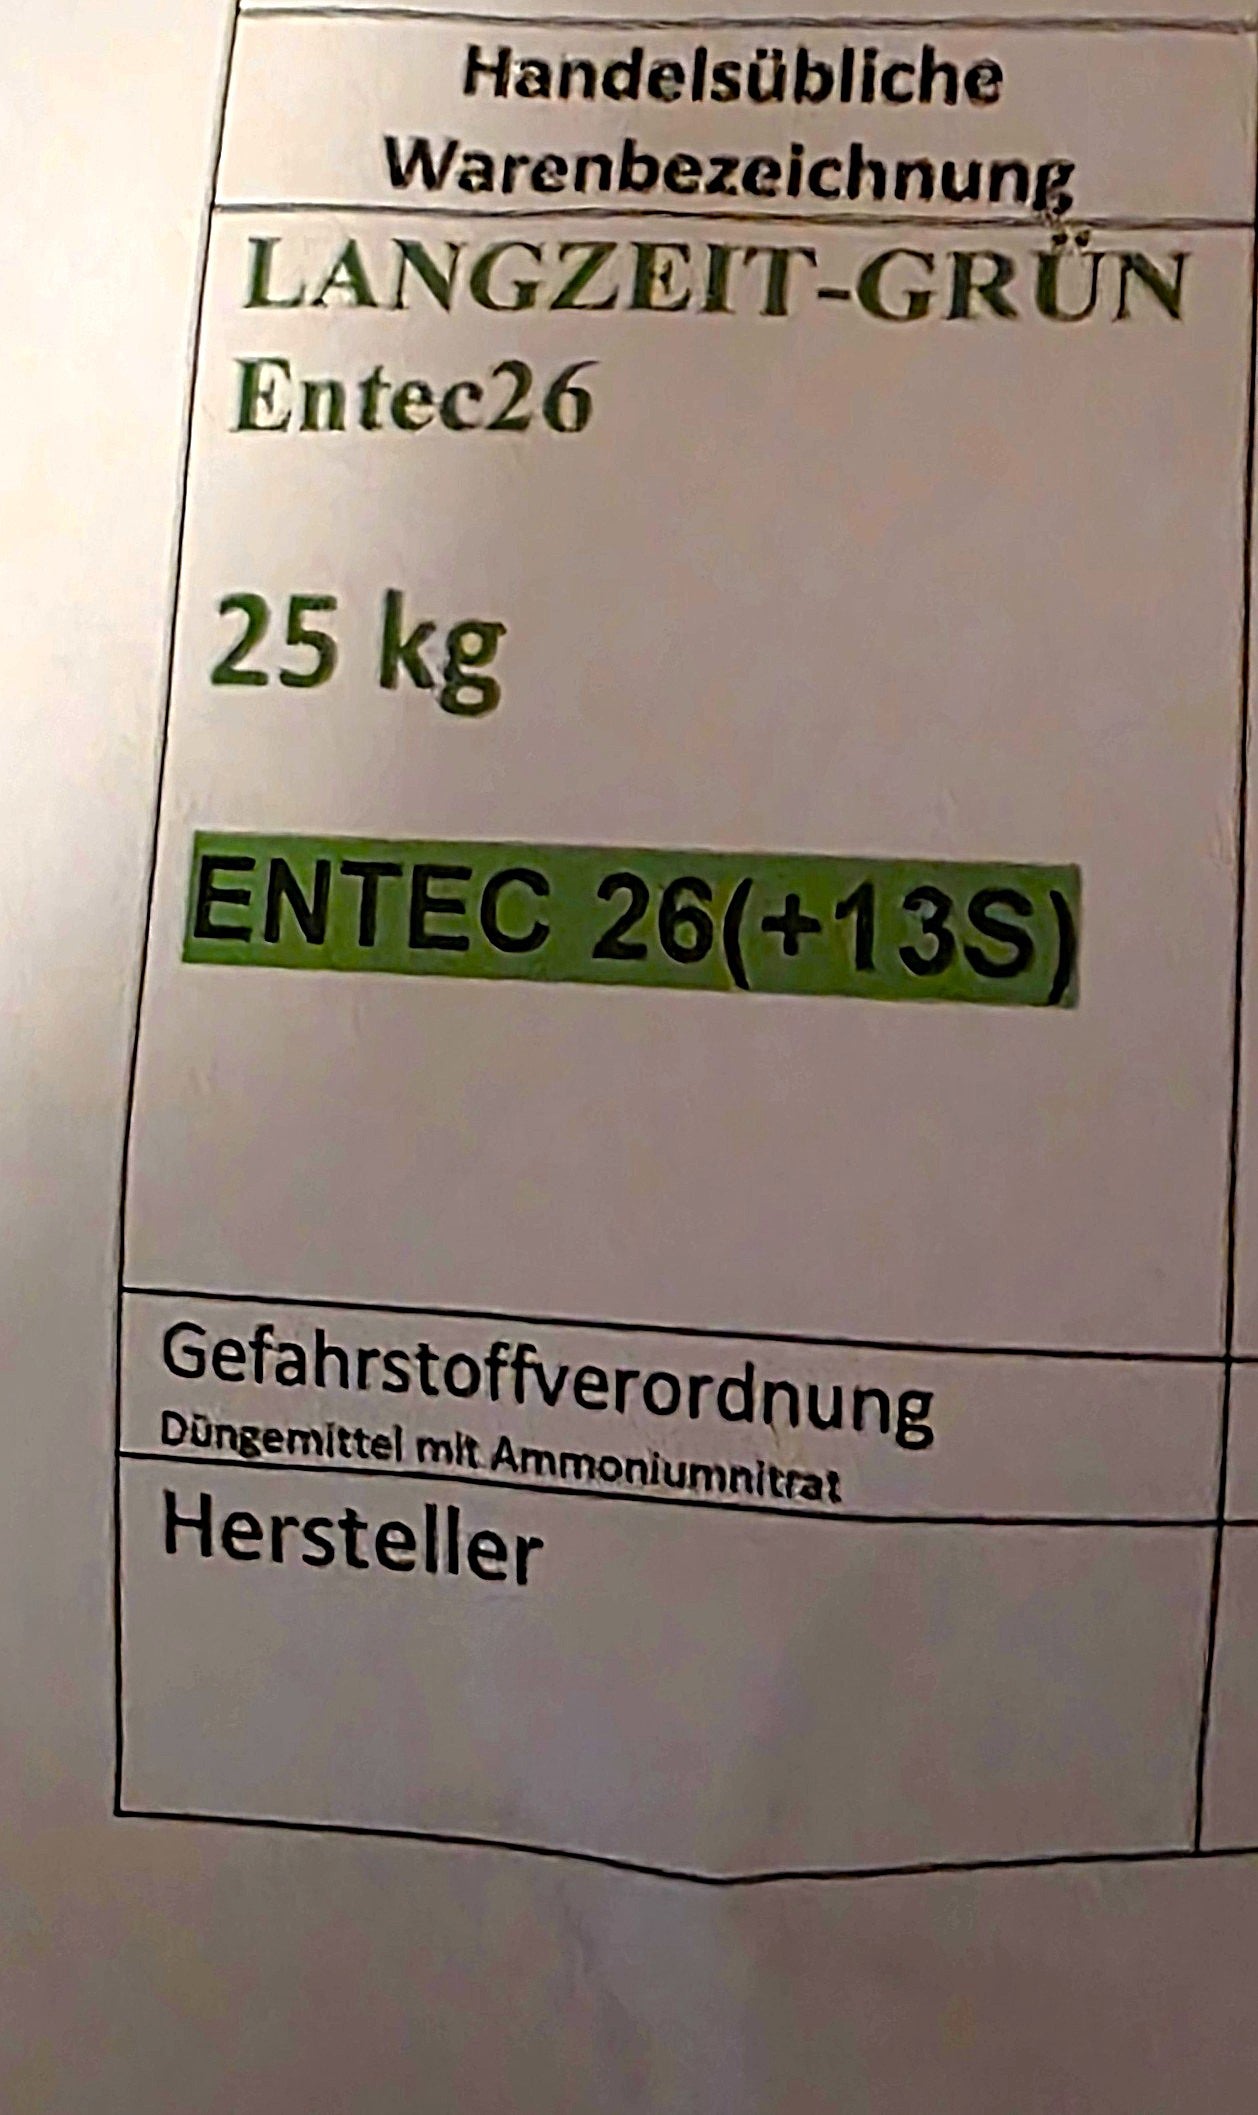 Handelsübliche
Warenbezeichnung
LANGZEIT-GRÜN
Entec26
25 kg
ENTEC 26(+13S)
Gefahrstoffverordnung
Düngemittel mit Ammoniumnitrat
Hersteller